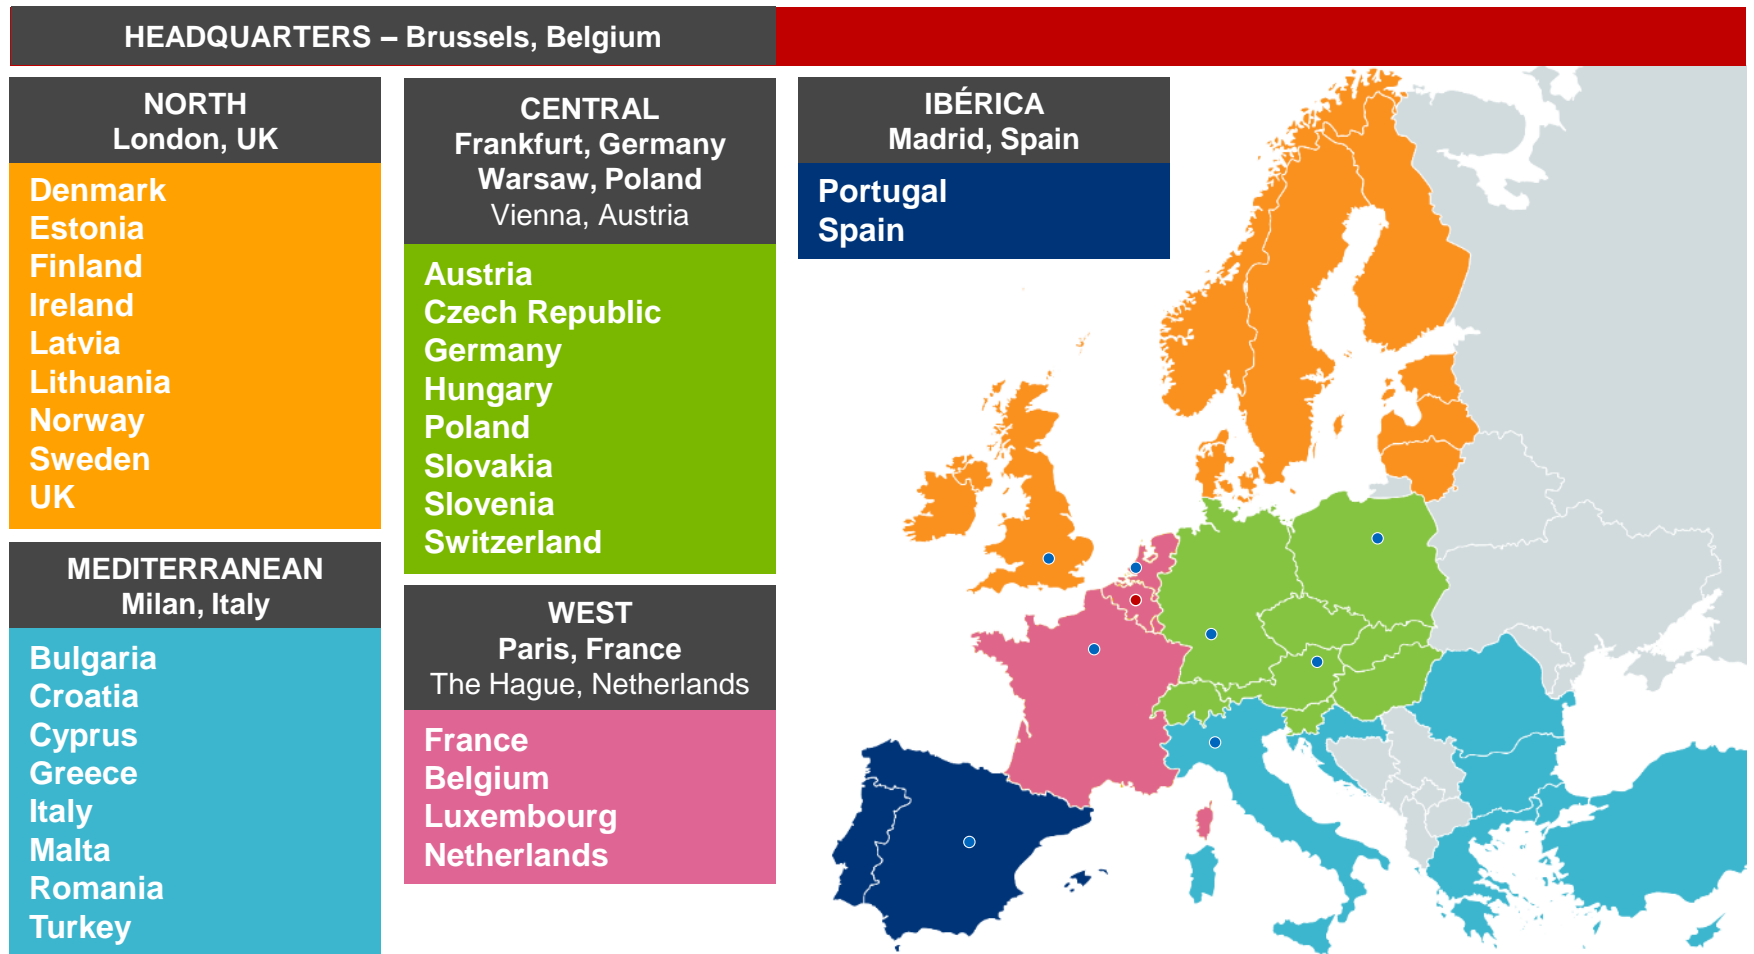 HEADQUARTERS – Brussels, Belgium
NORTH
London, UK
Denmark
Estonia
Finland
Ireland
Latvia
Lithuania
Norway
Sweden
UK
MEDITERRANEAN
Milan, Italy
Bulgaria
Croatia
Cyprus
Greece
Italy
Malta
Romania
Turkey
CENTRAL
Frankfurt, Germany
Warsaw, Poland
Vienna, Austria
Austria
Czech Republic
Germany
Hungary
Poland
Slovakia
Slovenia
Switzerland
WEST
Paris, France
The Hague, Netherlands
France
Belgium
Luxembourg
Netherlands
IBÉRICA
Madrid, Spain
Portugal
Spain